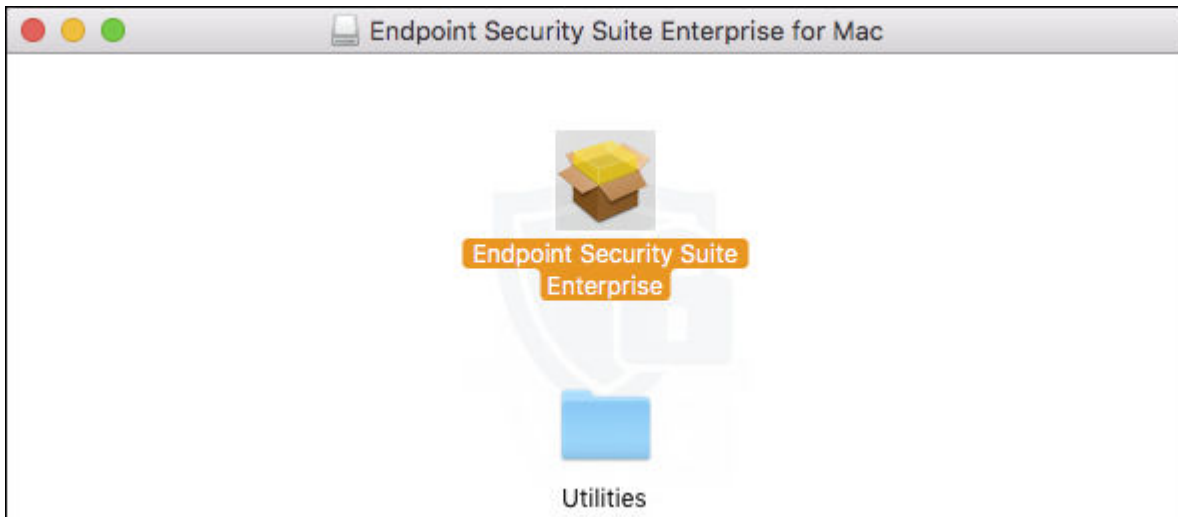 Endpoint Security Suite Enterprise for Mac
Endpoint Security Suite
Enterprise
Utilities